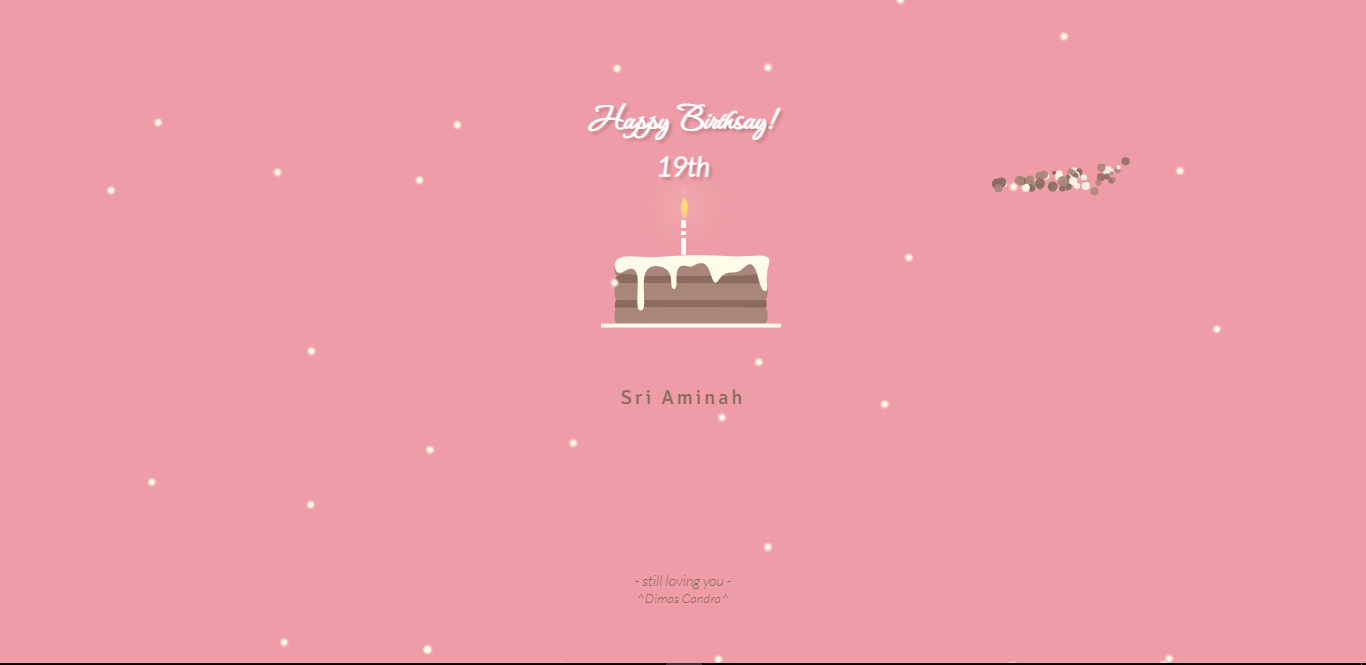 Happy Birthsay!
19th
Sri Aminah
- still loving you -
^Dimas Candra^